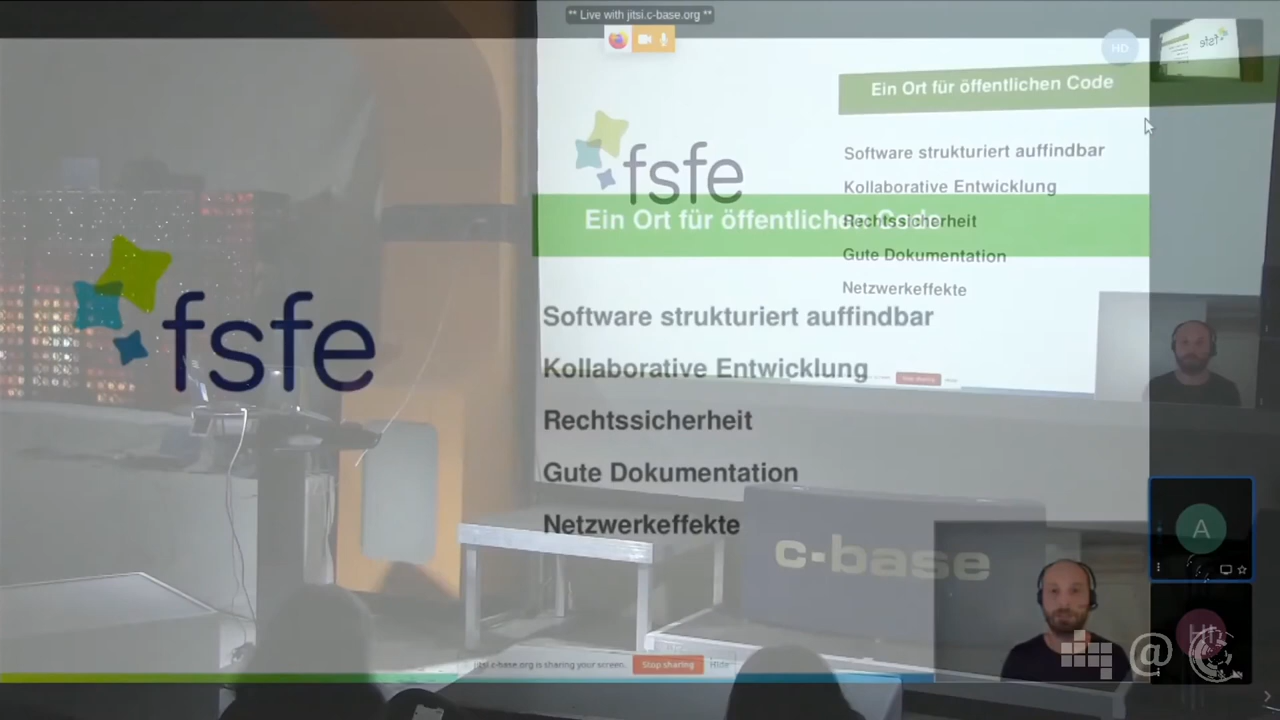 ** Live with jitsi.c-base.org **
HD
Ein Ort für öffentlichen Code
Software strukturiert auffindbar
Kollaborative Entwicklung
Rechtssicherheit
Gute Dokumentation
Netzwerkeffekte
fsfe
Ein Ort für öffentlichen Code
fsfe
Software strukturiert auffindbar
Kollaborative Entwicklung
Rechtssicherheit
Gute Dokumentation
Netzwerkeffekte
c-base
A
jitsi.c-base.org is sharing your screen.
Stop sharing
Hide
@